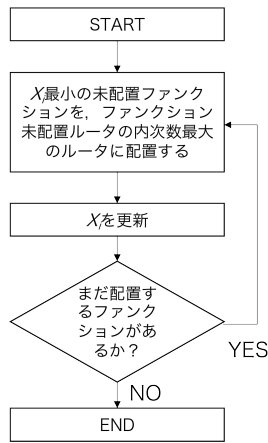 START
Xᵢ最小の未配置ファンク
ションを，ファンクション
未配置ルータの内次数最大
のルータに配置する
Xᵢを更新
まだ配置す
るファンク
ションがあ
るか？
YES
NO
END